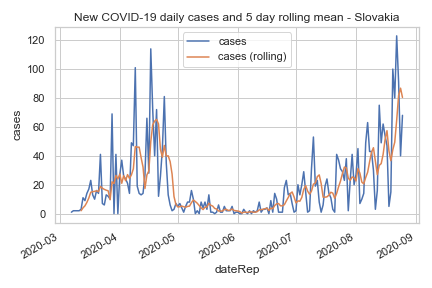 New COVID-19 daily cases and 5 day rolling mean - Slovakia
cases
cases (rolling)
cases
120
100
80
60
40
20
0
2020-03
2020-04
2020-05
2020-06
2020-07
2020-08
2020-09
dateRep